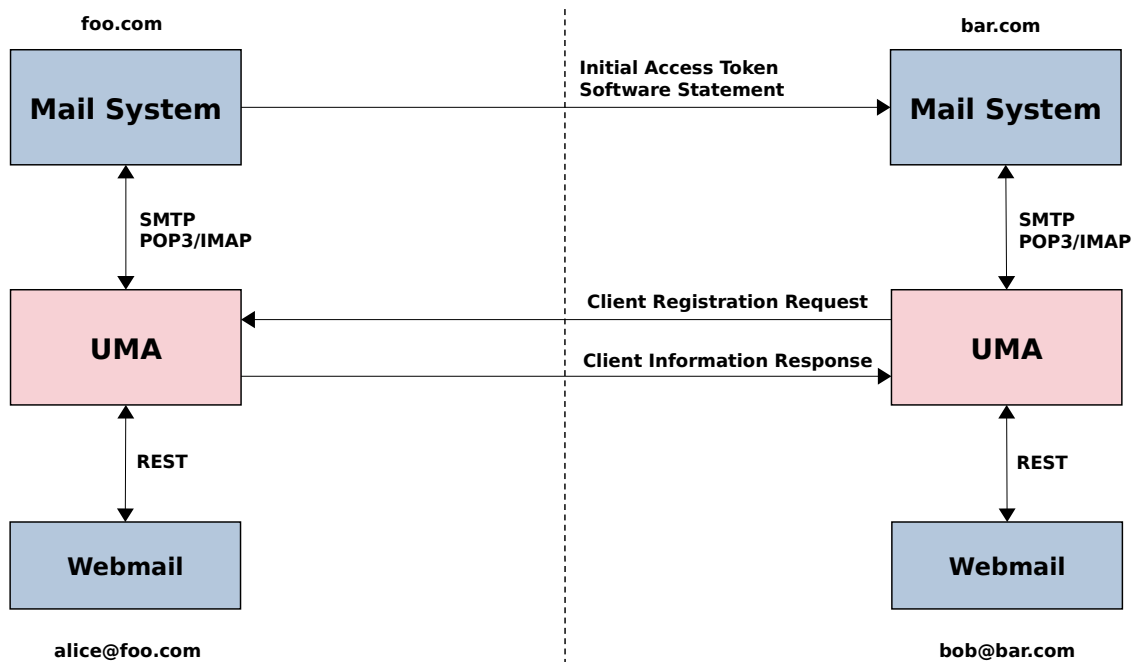 foo.com
bar.com
Initial Access Token
Software Statement
Mail System
Mail System
SMTP
POP3/IMAP
SMTP
POP3/IMAP
Client Registration Request
UMA
UMA
Client Information Response
REST
REST
Webmail
Webmail
alice@foo.com
bob@bar.com